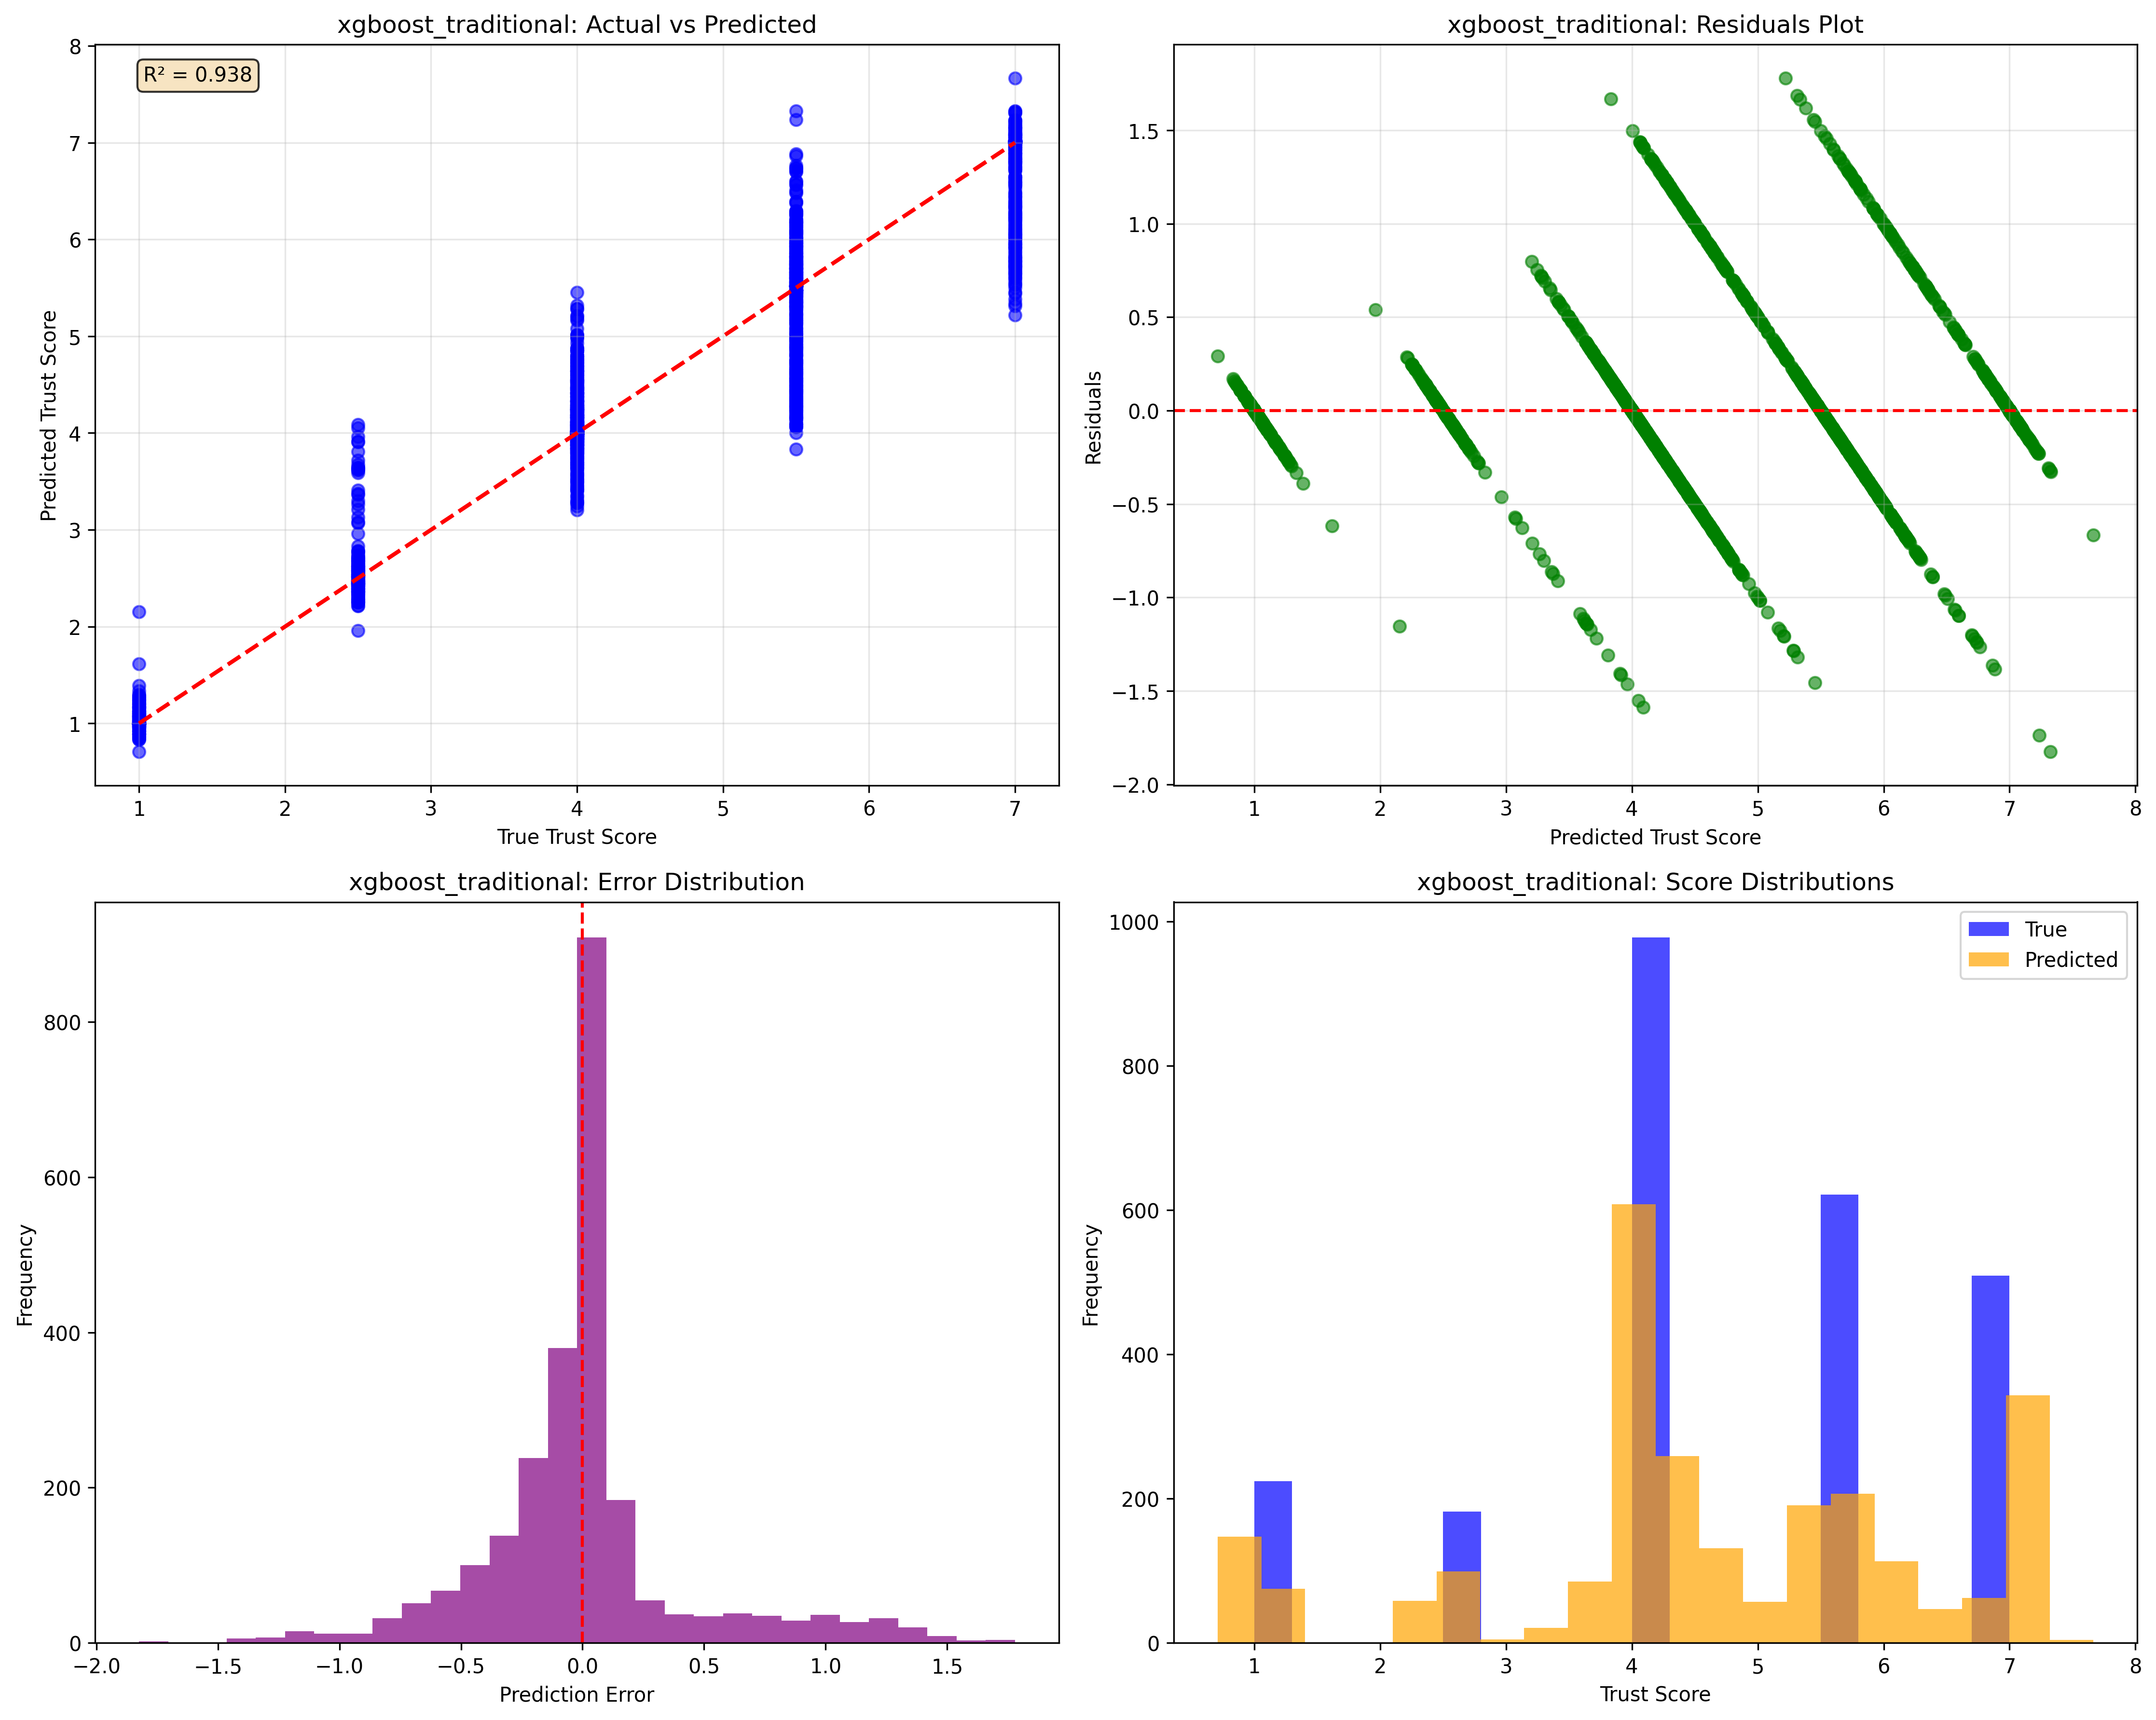 xgboost_traditional: Actual vs Predicted
R² = 0.938
8
7
6
5
4
3
2
1
Predicted Trust Score
1 2 3 4 5 6 7
True Trust Score
xgboost_traditional: Residuals Plot
1.5
1.0
0.5
0.0
−0.5
−1.0
−1.5
−2.0
Residuals
1 2 3 4 5 6 7 8
Predicted Trust Score
xgboost_traditional: Error Distribution
800
600
400
200
0
Frequency
−2.0 −1.5 −1.0 −0.5 0.0 0.5 1.0 1.5
Prediction Error
xgboost_traditional: Score Distributions
True
Predicted
1000
800
600
400
200
0
Frequency
1 2 3 4 5 6 7 8
Trust Score